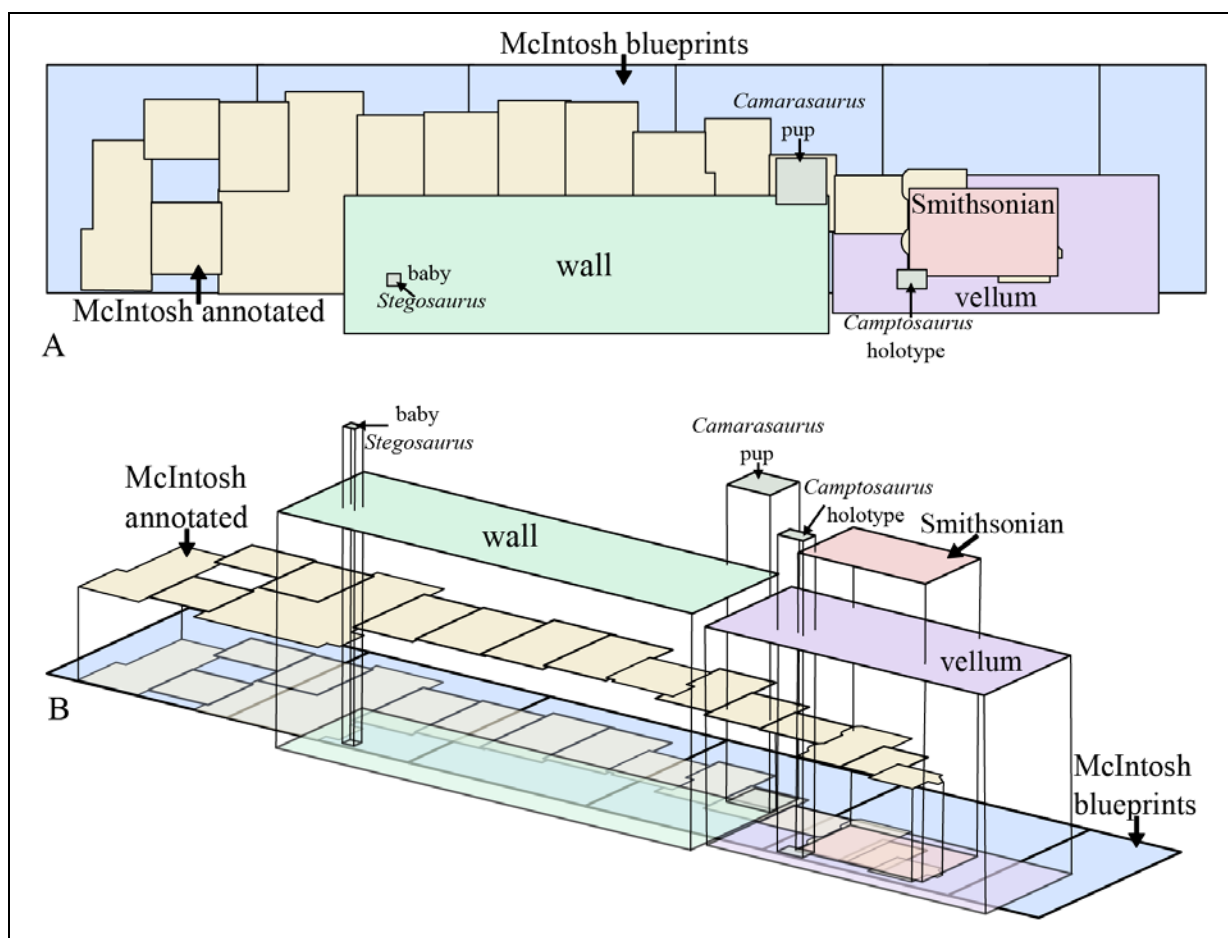 McIntosh blueprints
Camarasaurus
pup
Smithsonian
wall
baby
Stegosaurus
vellum
McIntosh annotated
Camptosaurus
holotype
A
baby
Stegosaurus
Camarasaurus
pup
McIntosh
annotated
Camptosaurus
holotype
Smithsonian
wall
vellum
B
McIntosh
blueprints